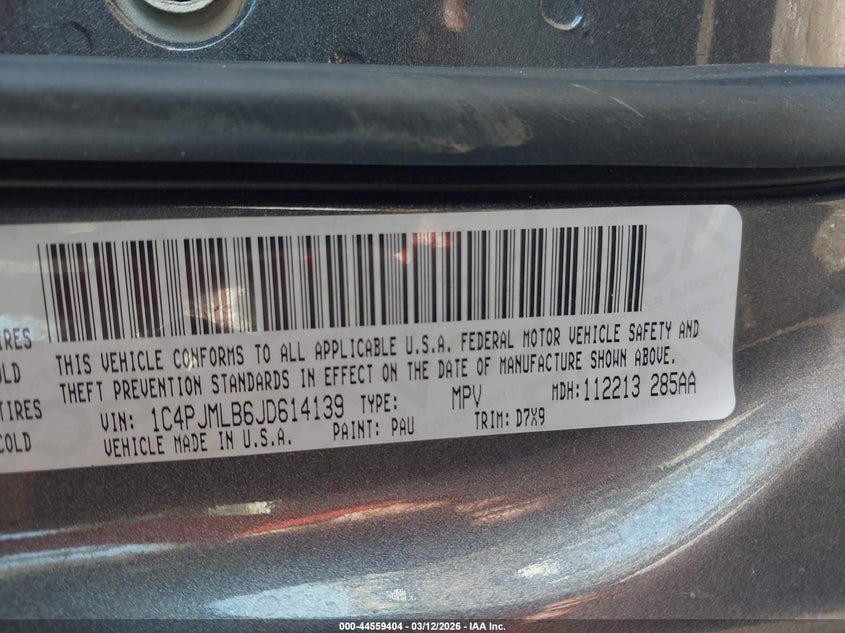 THIS VEHICLE CONFORMS TO ALL APPLICABLE U.S.A. FEDERAL MOTOR VEHICLE SAFETY AND
THEFT PREVENTION STANDARDS IN EFFECT ON THE DATE OF MANUFACTURE SHOWN ABOVE.
VIN: 1C4PJMLB6JD614139 TYPE: MPV MDH:112213 285AA
VEHICLE MADE IN U.S.A. PAINT: PAU TRIM: D7X9
IRES
OLD
TIRES
COLD
000-44559404 | 03/12/2026 – IAA Inc.